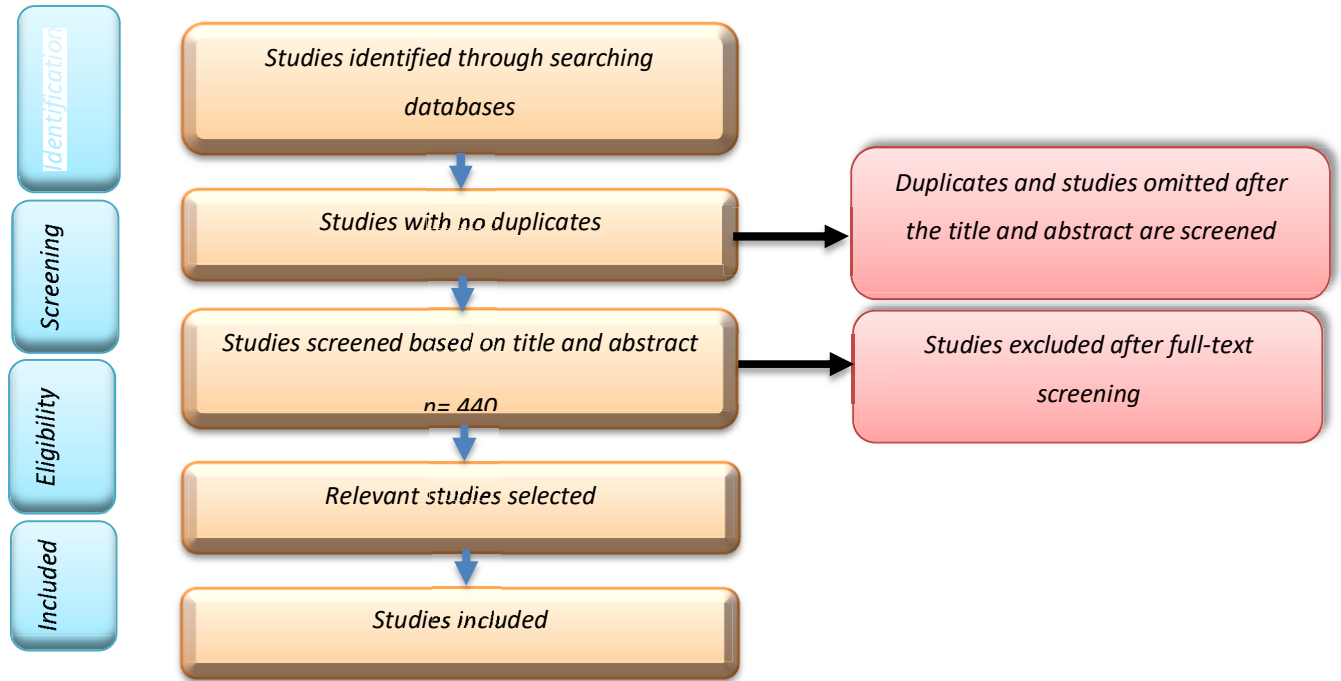 Identification
Studies identified through searching
databases
Studies with no duplicates
Duplicates and studies omitted after
the title and abstract are screened
Screening
Studies screened based on title and abstract
n= 440
Studies excluded after full-text
screening
Eligibility
Relevant studies selected
Included
Studies included